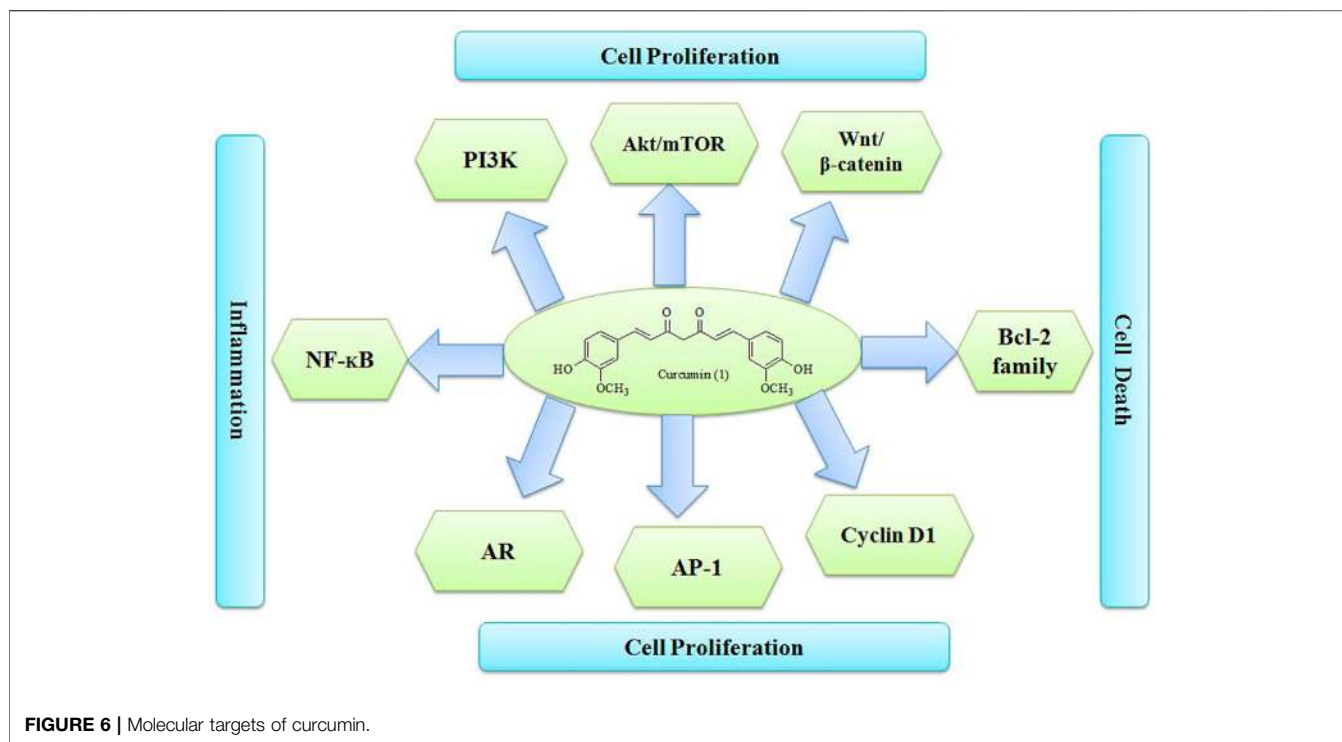 Cell Proliferation
PI3K
Akt/mTOR
Wnt/
β-catenin
Inflammation
NF-κB
O
O
HO
OCH3
Curcumin (1)
OCH3
OH
Bcl-2
family
Cell Death
AR
AP-1
Cyclin D1
Cell Proliferation
FIGURE 6 | Molecular targets of curcumin.